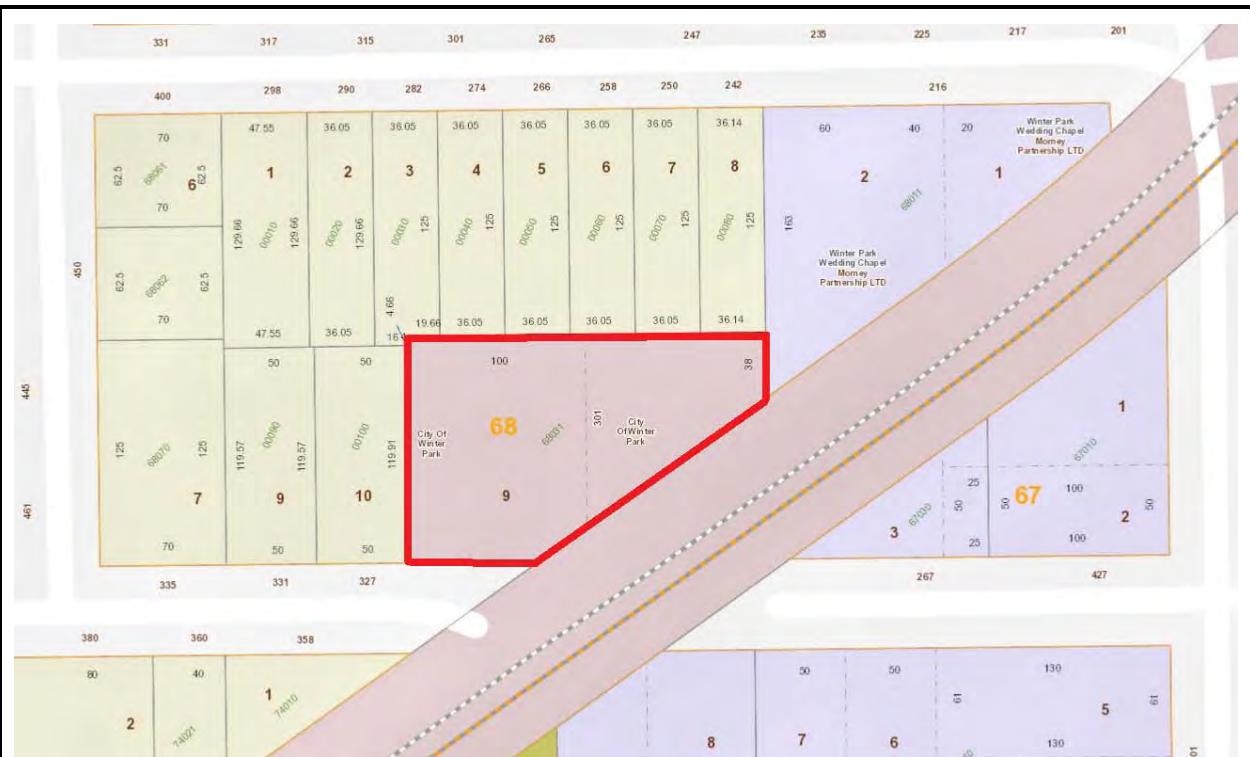 331 317 315 301 265 247 235 225 217 201
400 298 290 282 274 266 258 250 242 216
70 47.55 36.05 36.05 36.05 36.05 36.05 36.05 36.14 60 40 20
Winter Park
Wedding Chapel
Morney
Partnership LTD
62.5 68061 6 62.5 1 2 3 4 5 6 7 8 2 1
70
129.66 00010 129.66 00020 129.66 00030 125 00040 125 00050 125 00060 125 00070 125 00080 125 163 68011
450
62.5 68062 62.5
Winter Park
Wedding Chapel
Morney
Partnership LTD
70
4.66
47.55 36.05 16 19.66 36.05 36.05 36.05 36.05 36.14
50 50 100 38
445
125 68070 125 119.57 00090 119.57 00100 119.91
City Of
Winter
Park
68 68031 301
City
Of Winter
Park
1
67010
7 9 10 9
461
70 50 50
3 67030 25 50 25 50 67 100 2 50
100
335 331 327 267 427
380 360 358
80 40 1 74010 50 50 130
2 74021 61 5 61
8 7 6 130